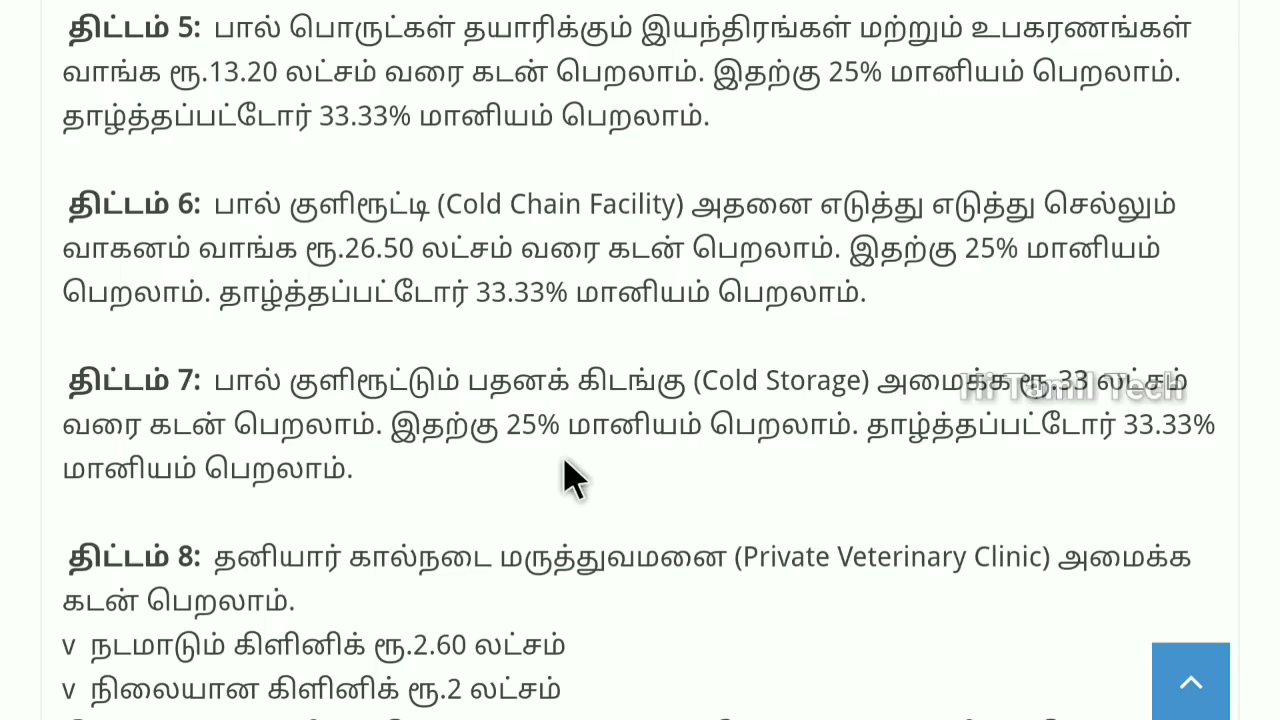 திட்டம் 5: பால் பொருட்கள் தயாரிக்கும் இயந்திரங்கள் மற்றும் உபகரணங்கள்
வாங்க ரூ.13.20 லட்சம் வரை கடன் பெறலாம். இதற்கு 25% மானியம் பெறலாம்.
தாழ்த்தப்பட்டோர் 33.33% மானியம் பெறலாம்.
திட்டம் 6: பால் குளிரூட்டி (Cold Chain Facility) அதனை எடுத்து எடுத்து செல்லும்
வாகனம் வாங்க ரூ.26.50 லட்சம் வரை கடன் பெறலாம். இதற்கு 25% மானியம்
பெறலாம். தாழ்த்தப்பட்டோர் 33.33% மானியம் பெறலாம்.
திட்டம் 7: பால் குளிரூட்டும் பதனக் கிடங்கு (Cold Storage) அமைக்க ரூ.33 லட்சம்
Hi Tamil Tech
வரை கடன் பெறலாம். இதற்கு 25% மானியம் பெறலாம். தாழ்த்தப்பட்டோர் 33.33%
மானியம் பெறலாம்.
திட்டம் 8: தனியார் கால்நடை மருத்துவமனை (Private Veterinary Clinic) அமைக்க
கடன் பெறலாம்.
v நடமாடும் கிளினிக் ரூ.2.60 லட்சம்
v நிலையான கிளினிக் ரூ.2 லட்சம்